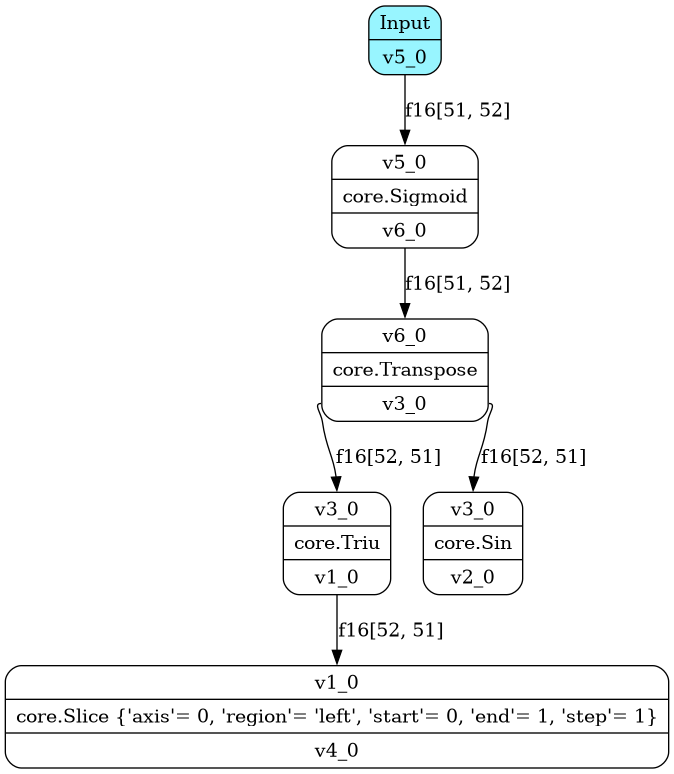 Input
v5_0
f16[51, 52]
v5_0
core.Sigmoid
v6_0
f16[51, 52]
v6_0
core.Transpose
v3_0
f16[52, 51]
f16[52, 51]
v3_0
core.Triu
v1_0
v3_0
core.Sin
v2_0
f16[52, 51]
v1_0
core.Slice {'axis'= 0, 'region'= 'left', 'start'= 0, 'end'= 1, 'step'= 1}
v4_0